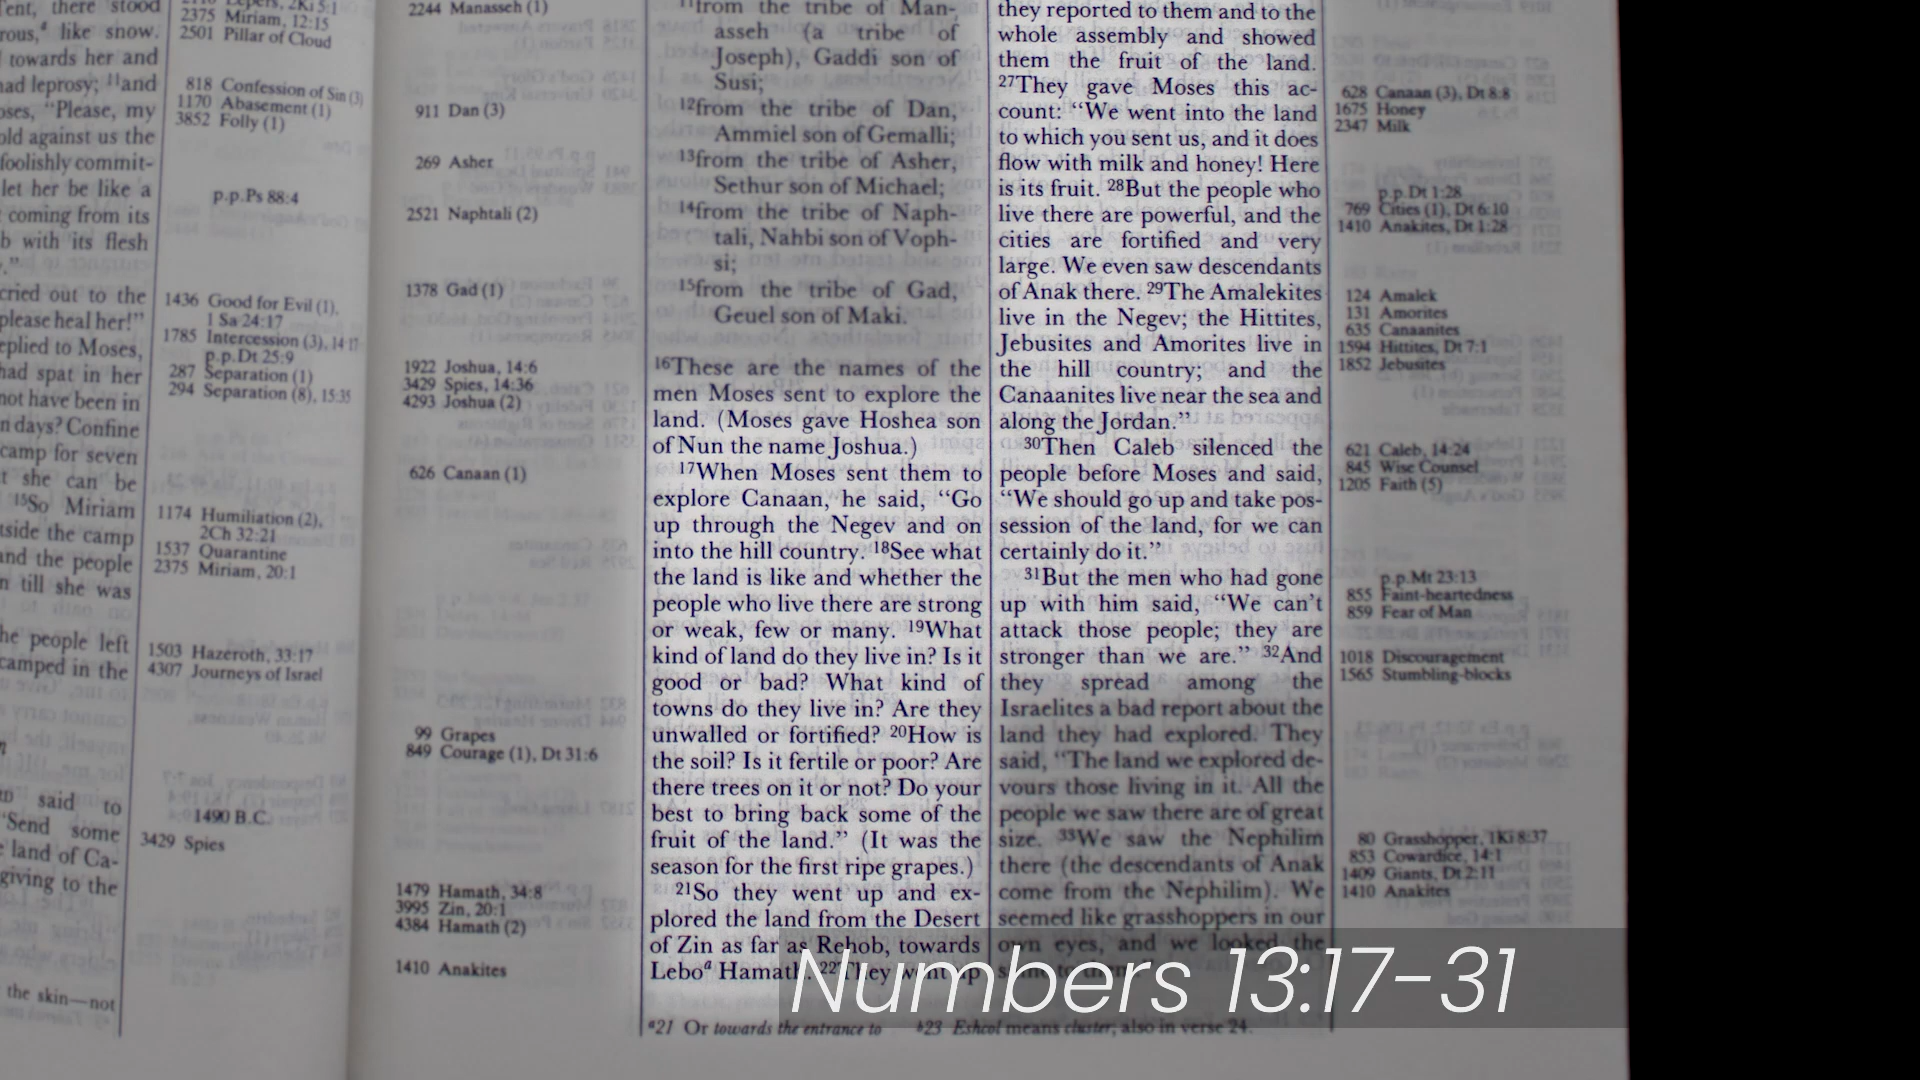 ent, there stood
rous,ᵃ like snow.
towards her and
had leprosy; ¹¹and
oses, “Please, my
old against us the
foolishly commit-
let her be like a
coming from its
b with its flesh
.”
cried out to the
please heal her!”
eplied to Moses,
had spat in her
not have been in
n days? Confine
camp for seven
t she can be
¹⁵So Miriam
tside the camp
and the people
n till she was
he people left
camped in the
said to
“Send some
e land of Ca-
giving to the
the skin—not
2375 Miriam, 12:15
2501 Pillar of Cloud
818 Confession of Sin (3)
1170 Abasement (1)
3852 Folly (1)
p.p. Ps 88:4
1436 Good for Evil (1),
1 Sa 24:17
1785 Intercession (3), 14:17
p.p. Dt 25:9
287 Separation (1)
294 Separation (8), 15:35
1174 Humiliation (2),
2Ch 32:21
1537 Quarantine
2375 Miriam, 20:1
1503 Hazeroth, 33:17
4307 Journeys of Israel
1490 B.C.
3429 Spies
2244 Manasseh (1)
911 Dan (3)
269 Asher
2521 Naphtali (2)
1378 Gad (1)
1922 Joshua, 14:6
3429 Spies, 14:36
4293 Joshua (2)
626 Canaan (1)
99 Grapes
849 Courage (1), Dt 31:6
1479 Hamath, 34:8
3995 Zin, 20:1
4384 Hamath (2)
1410 Anakites
¹¹from the tribe of Man-
asseh (a tribe of
Joseph), Gaddi son of
Susi;
¹²from the tribe of Dan,
Ammiel son of Gemalli;
¹³from the tribe of Asher,
Sethur son of Michael;
¹⁴from the tribe of Naph-
tali, Nahbi son of Voph-
si;
¹⁵from the tribe of Gad,
Geuel son of Maki.
¹⁶These are the names of the
men Moses sent to explore the
land. (Moses gave Hoshea son
of Nun the name Joshua.)
¹⁷When Moses sent them to
explore Canaan, he said, “Go
up through the Negev and on
into the hill country. ¹⁸See what
the land is like and whether the
people who live there are strong
or weak, few or many. ¹⁹What
kind of land do they live in? Is it
good or bad? What kind of
towns do they live in? Are they
unwalled or fortified? ²⁰How is
the soil? Is it fertile or poor? Are
there trees on it or not? Do your
best to bring back some of the
fruit of the land.” (It was the
season for the first ripe grapes.)
²¹So they went up and ex-
plored the land from the Desert
of Zin as far as Rehob, towards
Leboᵃ Hamath. ²²They went up
they reported to them and to the
whole assembly and showed
them the fruit of the land.
²⁷They gave Moses this ac-
count: “We went into the land
to which you sent us, and it does
flow with milk and honey! Here
is its fruit. ²⁸But the people who
live there are powerful, and the
cities are fortified and very
large. We even saw descendants
of Anak there. ²⁹The Amalekites
live in the Negev; the Hittites,
Jebusites and Amorites live in
the hill country; and the
Canaanites live near the sea and
along the Jordan.”
³⁰Then Caleb silenced the
people before Moses and said,
“We should go up and take pos-
session of the land, for we can
certainly do it.”
³¹But the men who had gone
up with him said, “We can’t
attack those people; they are
stronger than we are.” ³²And
they spread among the
Israelites a bad report about the
land they had explored. They
said, “The land we explored de-
vours those living in it. All the
people we saw there are of great
size. ³³We saw the Nephilim
there (the descendants of Anak
come from the Nephilim). We
seemed like grasshoppers in our
own eyes, and we looked the
628 Canaan (3), Dt 8:8
1675 Honey
2347 Milk
p.p. Dt 1:28
769 Cities (1), Dt 6:10
1410 Anakites, Dt 1:28
124 Amalek
131 Amorites
635 Canaanites
1594 Hittites, Dt 7:1
1852 Jebusites
621 Caleb, 14:24
845 Wise Counsel
1205 Faith (5)
p.p. Mt 23:13
855 Faint-heartedness
859 Fear of Man
1018 Discouragement
1565 Stumbling-blocks
80 Grasshopper, 1Ki 8:37
853 Cowardice, 14:1
1409 Giants, Dt 2:11
1410 Anakites
ᵃ21 Or towards the entrance to ᵇ23 Eshcol means cluster; also in verse 24.
Numbers 13:17-31